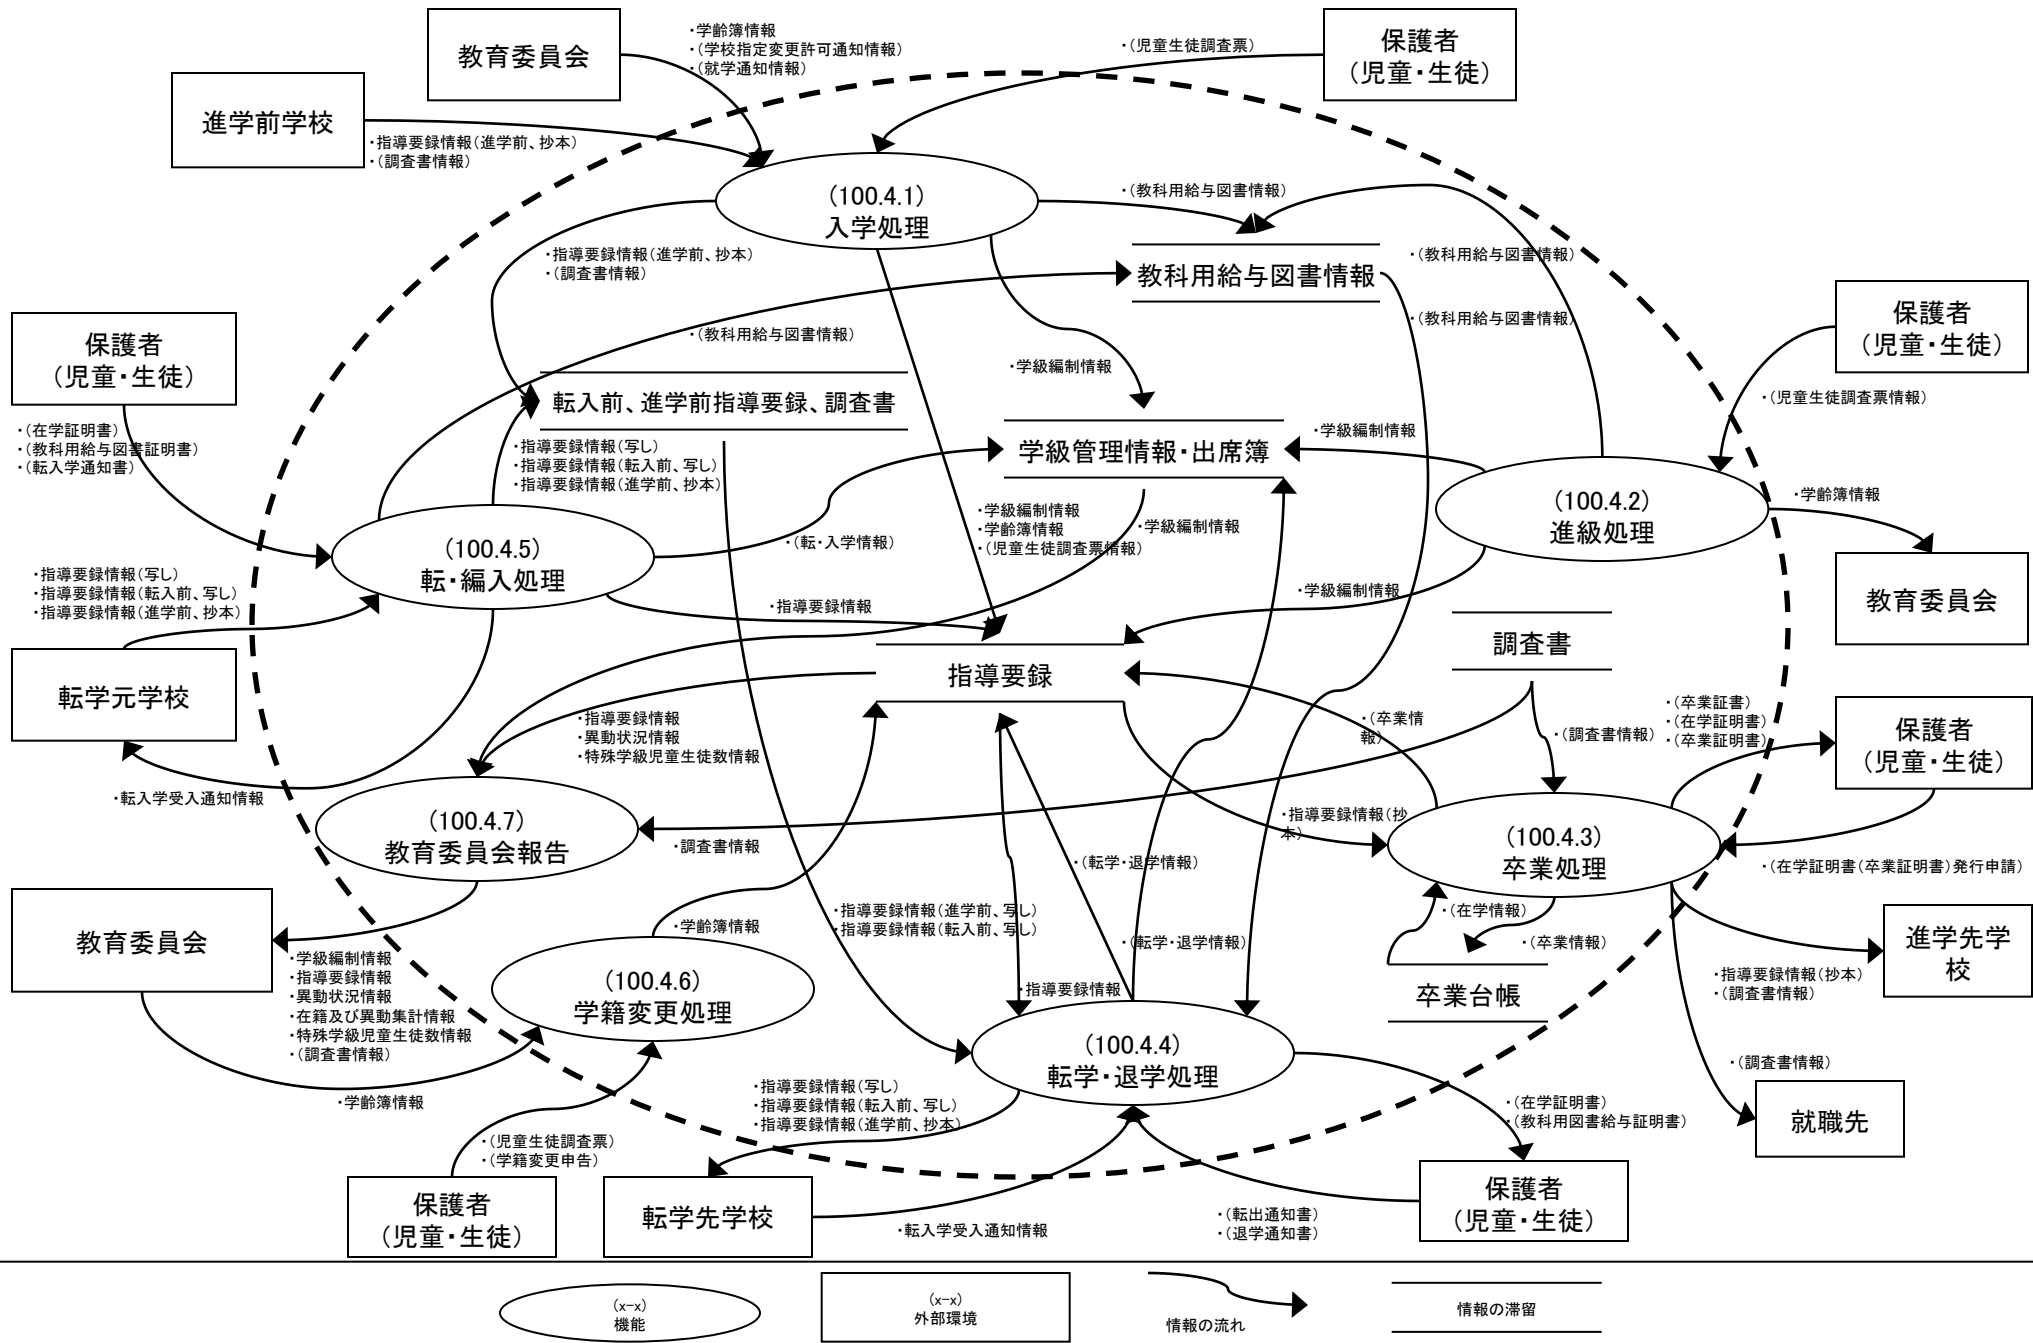 教育委員会
・学齢簿情報
・(学校指定変更許可通知情報)
・(就学通知情報)
・(児童生徒調査票)
保護者
(児童・生徒)
進学前学校
・指導要録情報(進学前、抄本)
・(調査書情報)
(100.4.1)
入学処理
・(教科用給与図書情報)
・指導要録情報(進学前、抄本)
・(調査書情報)
教科用給与図書情報
・(教科用給与図書情報)
・(教科用給与図書情報)
・(教科用給与図書情報)
・学級編制情報
保護者
(児童・生徒)
保護者
(児童・生徒)
・(児童生徒調査票情報)
・(在学証明書)
・(教科用給与図書証明書)
・(転入学通知書)
転入前、進学前指導要録、調査書
・指導要録情報(写し)
・指導要録情報(転入前、写し)
・指導要録情報(進学前、抄本)
学級管理情報・出席簿
・学級編制情報
・学級編制情報
・学齢簿情報
・(児童生徒調査票情報)
・学級編制情報
(100.4.2)
進級処理
・学齢簿情報
(100.4.5)
転・編入処理
・(転・入学情報)
・指導要録情報(写し)
・指導要録情報(転入前、写し)
・指導要録情報(進学前、抄本)
・指導要録情報
・学級編制情報
教育委員会
転学元学校
指導要録
調査書
・指導要録情報
・異動状況情報
・特殊学級児童生徒数情報
・(卒業情
報)
・(調査書情報)
・(卒業証書)
・(在学証明書)
・(卒業証明書)
保護者
(児童・生徒)
・転入学受入通知情報
(100.4.7)
教育委員会報告
・調査書情報
・指導要録情報(抄
本)
(100.4.3)
卒業処理
・(転学・退学情報)
・(在学証明書(卒業証明書)発行申請)
教育委員会
・学級編制情報
・指導要録情報
・異動状況情報
・在籍及び異動集計情報
・特殊学級児童生徒数情報
・(調査書情報)
・学齢簿情報
・指導要録情報(進学前、写し)
・指導要録情報(転入前、写し)
・(転学・退学情報)
・(在学情報)
・(卒業情報)
進学先学
校
・指導要録情報(抄本)
・(調査書情報)
(100.4.6)
学籍変更処理
・指導要録情報
卒業台帳
(100.4.4)
転学・退学処理
・(調査書情報)
・学齢簿情報
・指導要録情報(写し)
・指導要録情報(転入前、写し)
・指導要録情報(進学前、抄本)
・(在学証明書)
・(教科用図書給与証明書)
就職先
・(児童生徒調査票)
・(学籍変更申告)
保護者
(児童・生徒)
転学先学校
・転入学受入通知情報
・(転出通知書)
・(退学通知書)
保護者
(児童・生徒)
(x-x)
機能
(x-x)
外部環境
情報の流れ
情報の滞留